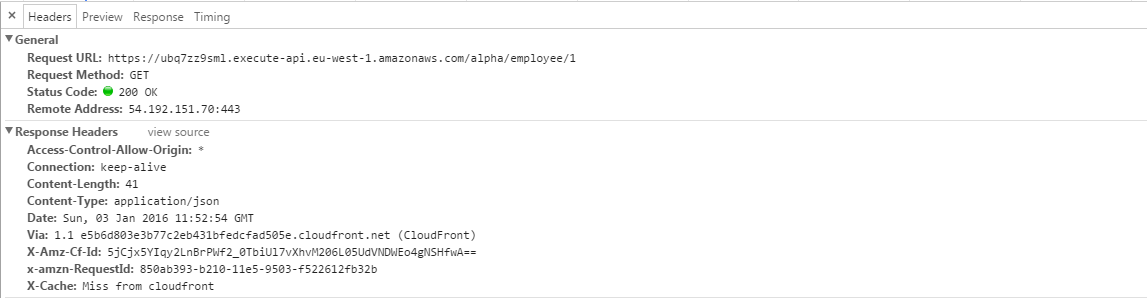 × Headers Preview Response Timing
▼General
Request URL: https://ubq7zz9sml.execute-api.eu-west-1.amazonaws.com/alpha/employee/1
Request Method: GET
Status Code: 200 OK
Remote Address: 54.192.151.70:443
▼Response Headers view source
Access-Control-Allow-Origin: *
Connection: keep-alive
Content-Length: 41
Content-Type: application/json
Date: Sun, 03 Jan 2016 11:52:54 GMT
Via: 1.1 e5b6d803e3b77c2eb431bfedcfad505e.cloudfront.net (CloudFront)
X-Amz-Cf-Id: 5jCjx5YIqy2LnBrPWf2_0TbiUl7vXhvM206L05UdVNDWEo4gNSHfwA==
x-amzn-RequestId: 850ab393-b210-11e5-9503-f522612fb32b
X-Cache: Miss from cloudfront